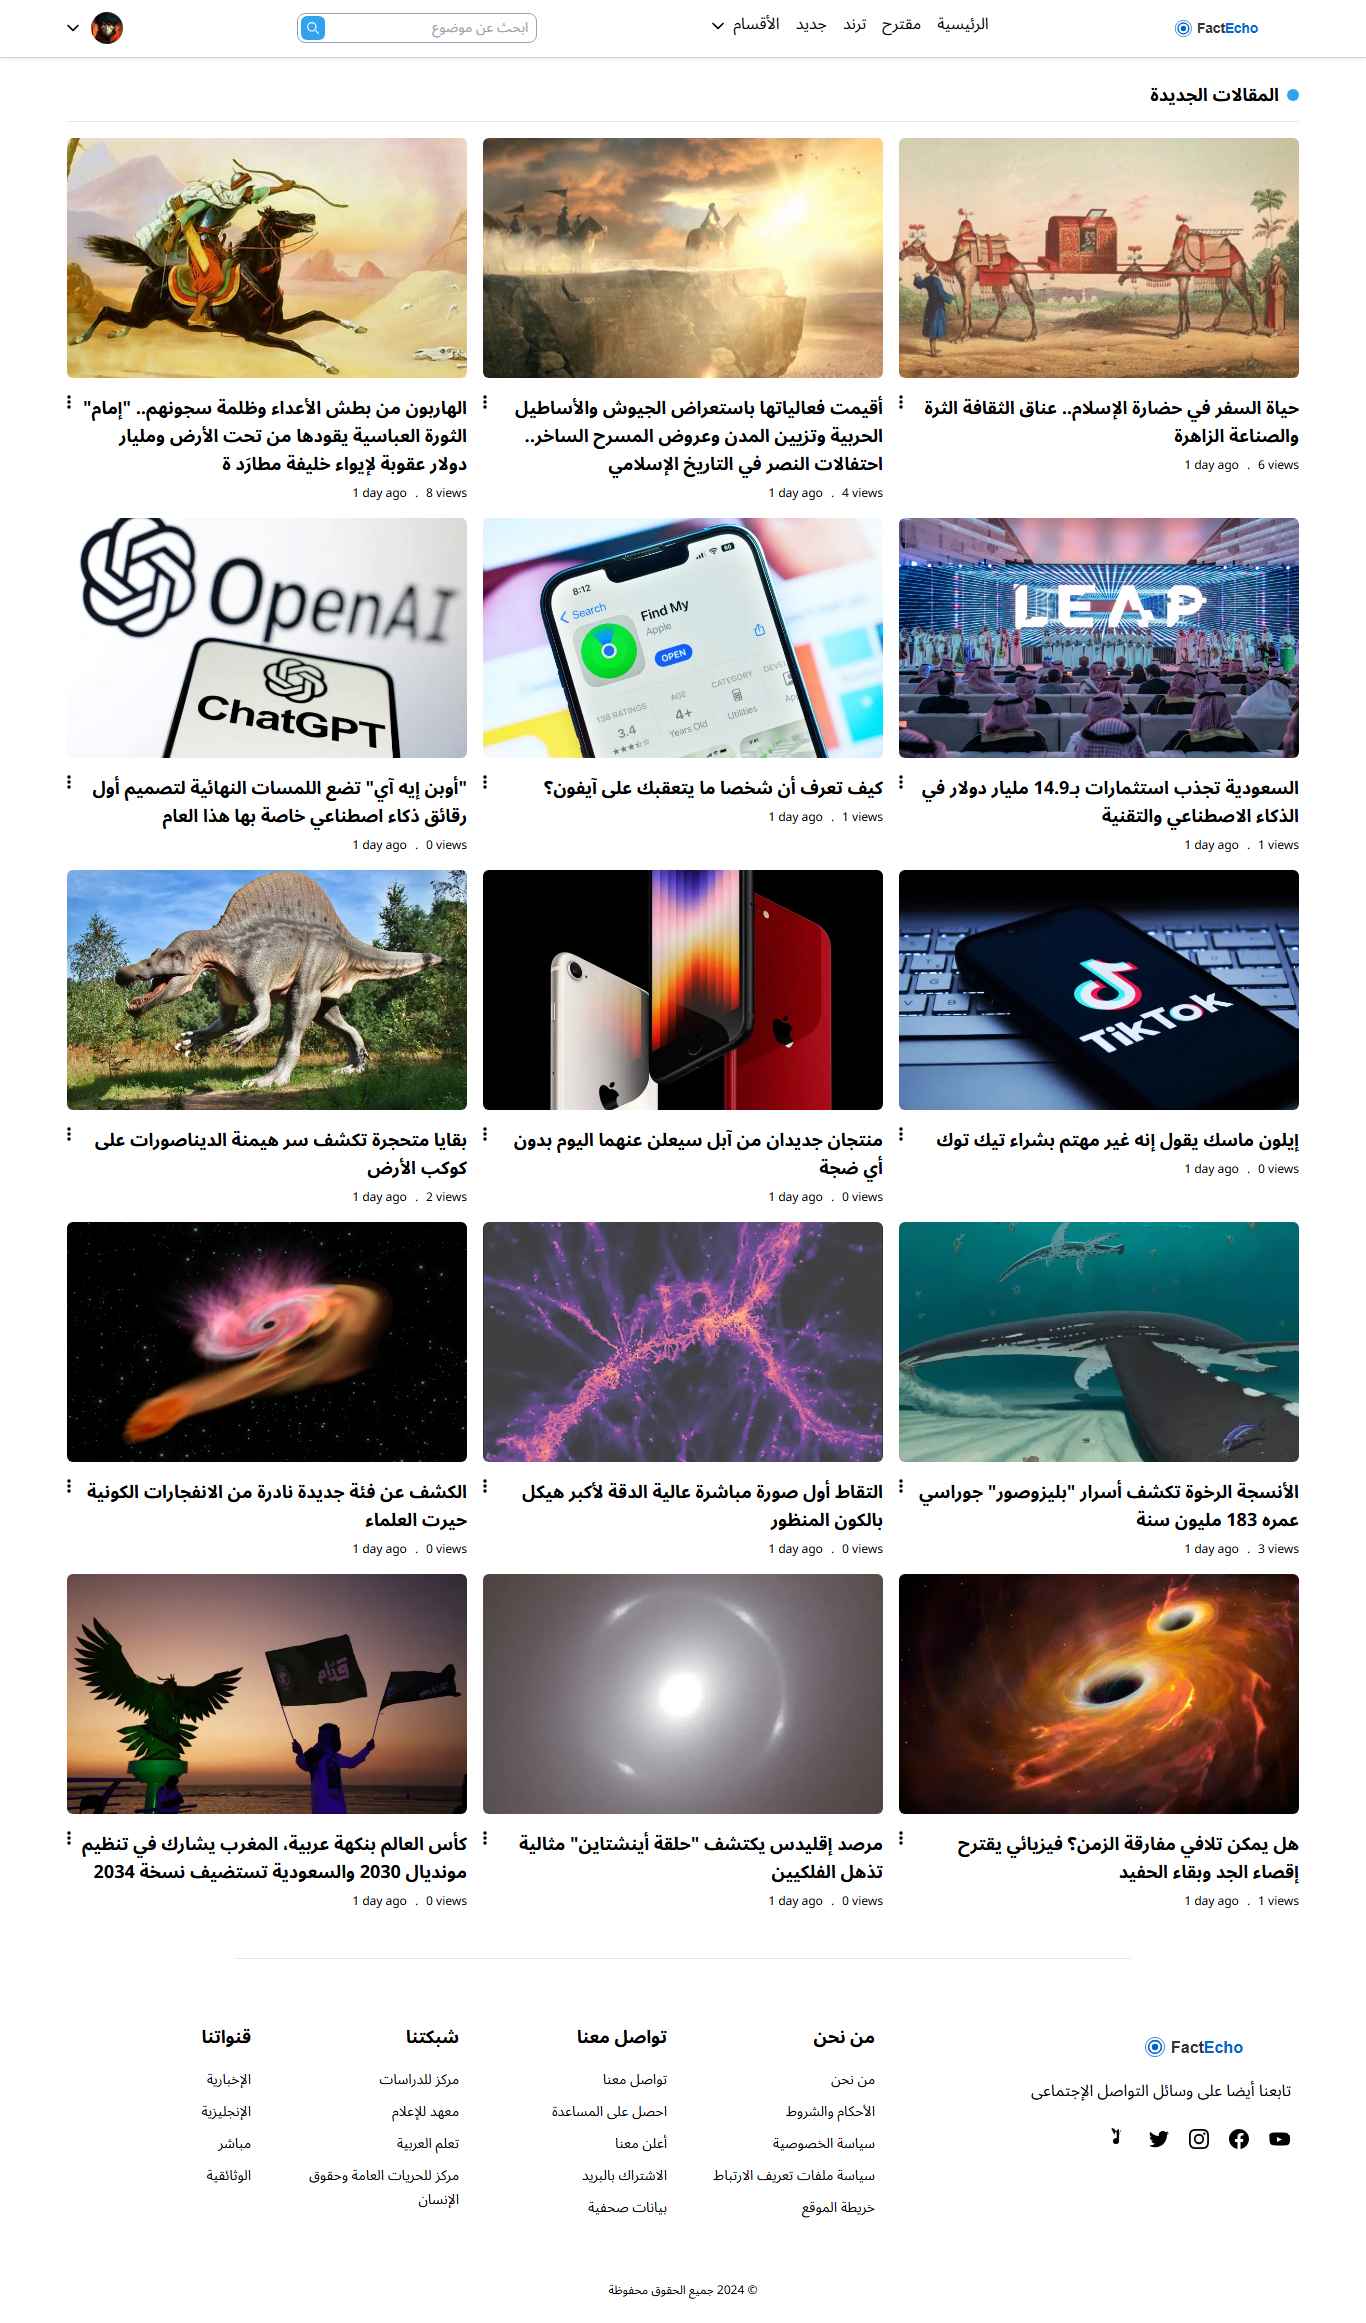 FactEcho
الرئيسية مقترح ترند جديد الأقسام
ابحث عن موضوع
المقالات الجديدة
حياة السفر في حضارة الإسلام.. عناق الثقافة الثرة
والصناعة الزاهرة
6 views . 1 day ago
أقيمت فعالياتها باستعراض الجيوش والأساطيل
الحربية وتزيين المدن وعروض المسرح الساخر..
احتفالات النصر في التاريخ الإسلامي
4 views . 1 day ago
الهاربون من بطش الأعداء وظلمة سجونهم.. "إمام"
الثورة العباسية يقودها من تحت الأرض ومليار
دولار عقوبة لإيواء خليفة مطارَد ة
8 views . 1 day ago
LEAP
السعودية تجذب استثمارات بـ14.9 مليار دولار في
الذكاء الاصطناعي والتقنية
1 views . 1 day ago
8:12
Search
Find My
Apple
OPEN
138 RATINGS
3.4
AGE
4+
Years Old
CATEGORY
Utilities
كيف تعرف أن شخصا ما يتعقبك على آيفون؟
1 views . 1 day ago
OpenAI
ChatGPT
"أوبن إيه آي" تضع اللمسات النهائية لتصميم أول
رقائق ذكاء اصطناعي خاصة بها هذا العام
0 views . 1 day ago
TikTok
إيلون ماسك يقول إنه غير مهتم بشراء تيك توك
0 views . 1 day ago
منتجان جديدان من آبل سيعلن عنهما اليوم بدون
أي ضجة
0 views . 1 day ago
بقايا متحجرة تكشف سر هيمنة الديناصورات على
كوكب الأرض
2 views . 1 day ago
الأنسجة الرخوة تكشف أسرار "بليزوصور" جوراسي
عمره 183 مليون سنة
3 views . 1 day ago
التقاط أول صورة مباشرة عالية الدقة لأكبر هيكل
بالكون المنظور
0 views . 1 day ago
الكشف عن فئة جديدة نادرة من الانفجارات الكونية
حيرت العلماء
0 views . 1 day ago
هل يمكن تلافي مفارقة الزمن؟ فيزيائي يقترح
إقصاء الجد وبقاء الحفيد
1 views . 1 day ago
مرصد إقليدس يكتشف "حلقة أينشتاين" مثالية
تذهل الفلكيين
0 views . 1 day ago
كأس العالم بنكهة عربية، المغرب يشارك في تنظيم
مونديال 2030 والسعودية تستضيف نسخة 2034
0 views . 1 day ago
FactEcho
تابعنا أيضا على وسائل التواصل الإجتماعى
من نحن
من نحن
الأحكام والشروط
سياسة الخصوصية
سياسة ملفات تعريف الارتباط
خريطة الموقع
تواصل معنا
تواصل معنا
احصل على المساعدة
أعلن معنا
الاشتراك بالبريد
بيانات صحفية
شبكتنا
مركز للدراسات
معهد للإعلام
تعلم العربية
مركز للحريات العامة وحقوق
الإنسان
قنواتنا
الإخبارية
الإنجليزية
مباشر
الوثائقية
© 2024 جميع الحقوق محفوظة